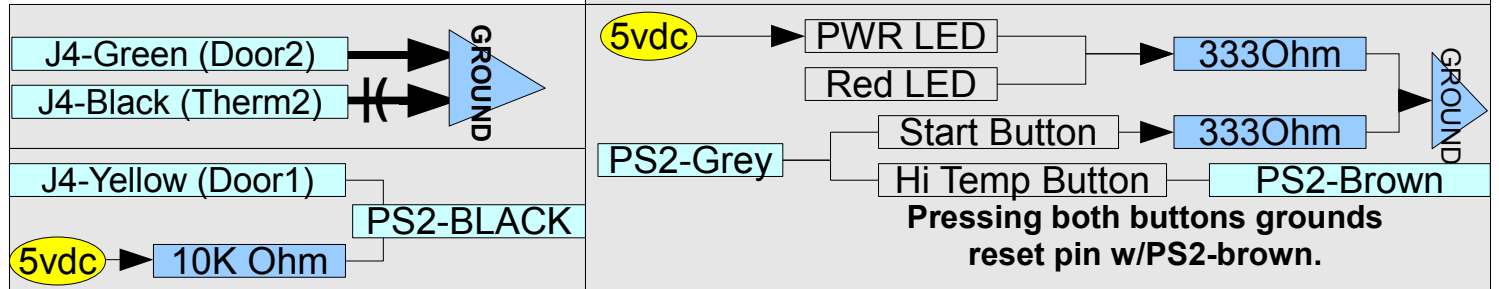 J4-Green (Door2)
J4-Black (Therm2)
GROUND
J4-Yellow (Door1)
PS2-BLACK
5vdc
10K Ohm
5vdc
PWR LED
Red LED
333Ohm
GROUND
Start Button
333Ohm
PS2-Grey
Hi Temp Button
PS2-Brown
Pressing both buttons grounds
reset pin w/PS2-brown.